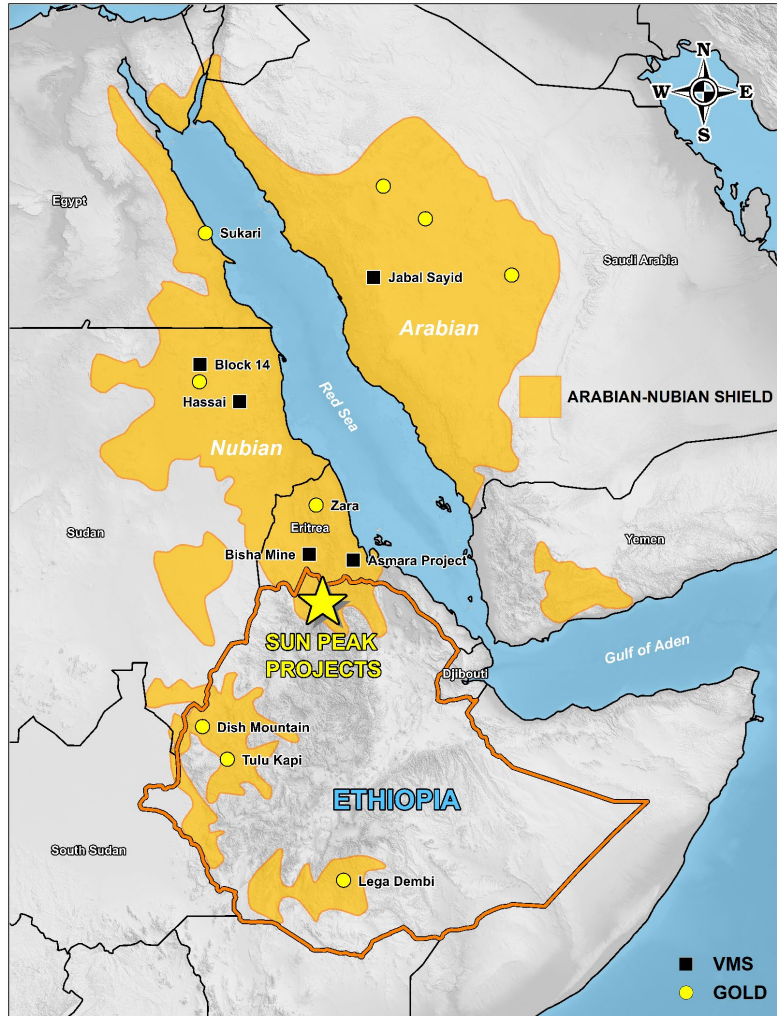 N
W
E
S
Egypt
Sukari
Saudi Arabia
Jabal Sayid
Arabian
Block 14
Hassai
Red Sea
ARABIAN-NUBIAN SHIELD
Nubian
Zara
Eritrea
Sudan
Yemen
Bisha Mine
Asmara Project
SUN PEAK
PROJECTS
Gulf of Aden
Djibouti
Dish Mountain
Tulu Kapi
ETHIOPIA
South Sudan
Lega Dembi
VMS
GOLD